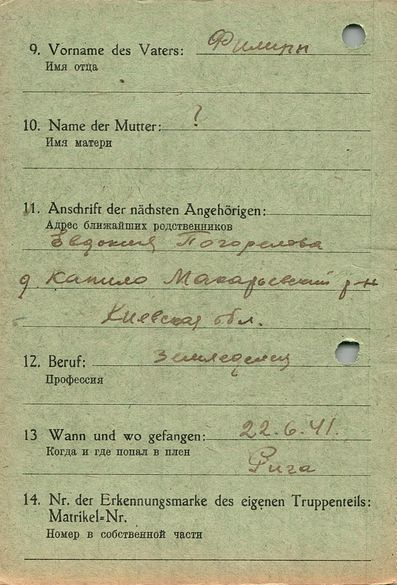 9. Vorname des Vaters: Филипп
Имя отца
10. Name der Mutter: ?
Имя матери
11. Anschrift der nächsten Angehörigen:
Адрес ближайших родственников
Евдокия Погорелова
д Капило Макарьевский р-н
Киевская обл.
12. Beruf: Земледелец
Профессия
13 Wann und wo gefangen: 22.6.41.
Когда и где попал в плен
Рига
14. Nr. der Erkennungsmarke des eigenen Truppenteils:
Matrikel=Nr.
Номер в собственной части